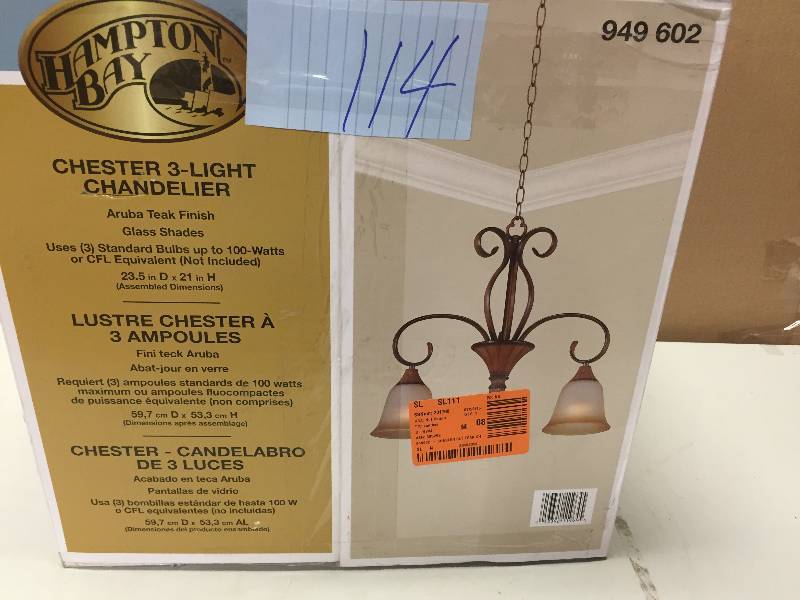 HAMPTON
BAY
114
949 602
CHESTER 3-LIGHT
CHANDELIER
Aruba Teak Finish
Glass Shades
Uses (3) Standard Bulbs up to 100-Watts
or CFL Equivalent (Not Included)
23.5 in D x 21 in H
(Assembled Dimensions)
LUSTRE CHESTER À
3 AMPOULES
Fini teck Aruba
Abat-jour en verre
Requiert (3) ampoules standards de 100 watts
maximum ou ampoules fluocompactes
de puissance équivalente (non comprises)
59,7 cm D x 53,3 cm H
(Dimensions après assemblage)
CHESTER - CANDELABRO
DE 3 LUCES
Acabado en teca Aruba
Pantallas de vidrio
Usa (3) bombillas estándar de hasta 100 W
o CFL equivalentes (no incluidas)
59,7 cm D x 53,3 cm AL
(Dimensiones del producto ensamblado)
SL SL111
M 08